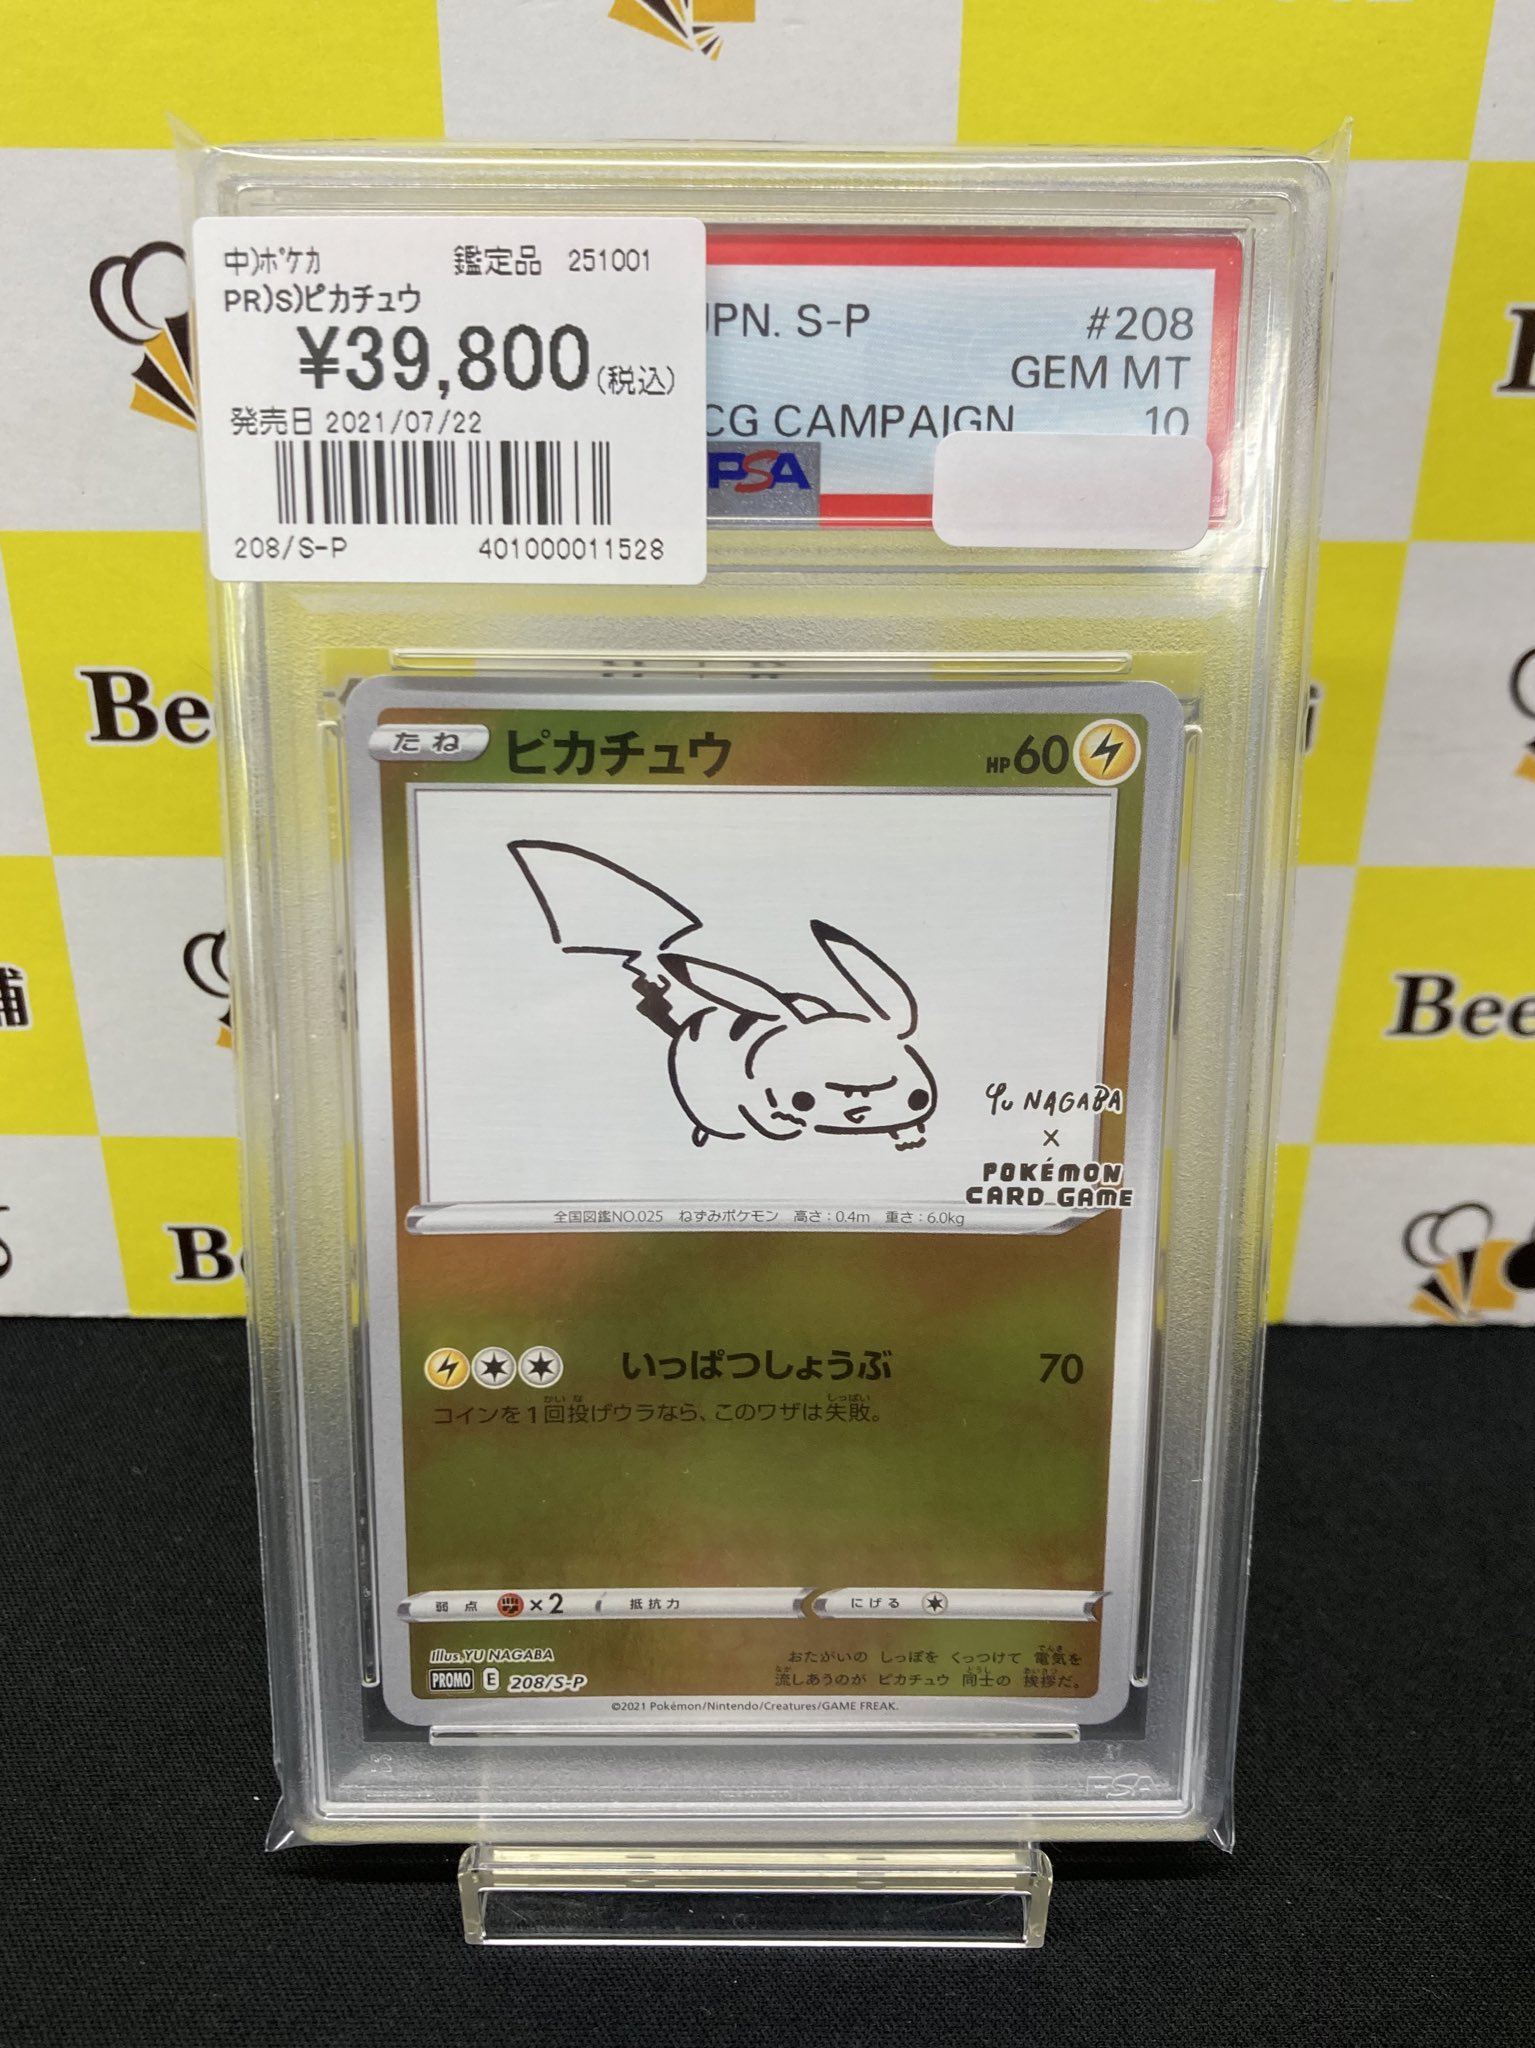 中)ポケカ 鑑定品 251001
PR)S)ピカチュウ
¥39,800(税込)
発売日 2021/07/22
208/S-P 401000011528
JPN. S-P #208
GEM MT
CG CAMPAIGN 10
PSA
Bee
Bee
たね ピカチュウ HP60
Yu NAGABA
×
POKÉMON
CARD GAME
全国図鑑NO.025 ねずみポケモン 高さ:0.4m 重さ:6.0kg
いっぱつしょうぶ 70
コインを1回投げウラなら、このワザは失敗。
弱点 ×2 抵抗力 にげる
Illus.YU NAGABA
PROMO E 208/S-P
おたがいの しっぽを くっつけて 電気を
流しあうのが ピカチュウ 同士の 挨拶だ。
©2021 Pokémon/Nintendo/Creatures/GAME FREAK.
PSA